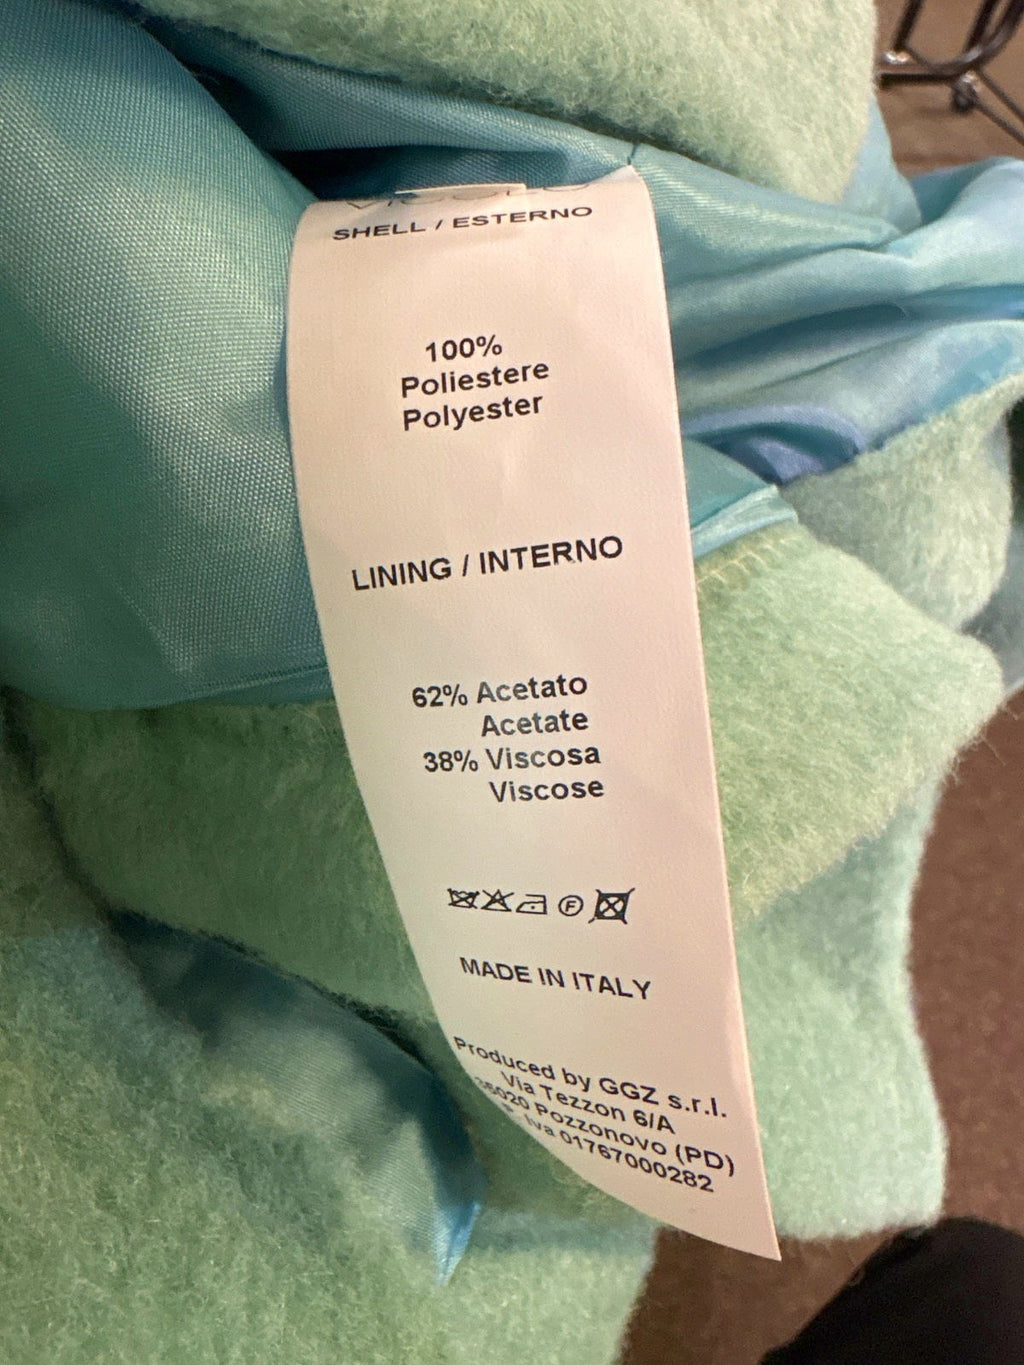 SHELL / ESTERNO
100%
Poliestere
Polyester
LINING / INTERNO
62% Acetato
Acetate
38% Viscosa
Viscose
F
MADE IN ITALY
Produced by GGZ s.r.l.
Via Tezzon 6/A
Pozzonovo (PD)
Iva 01767000282